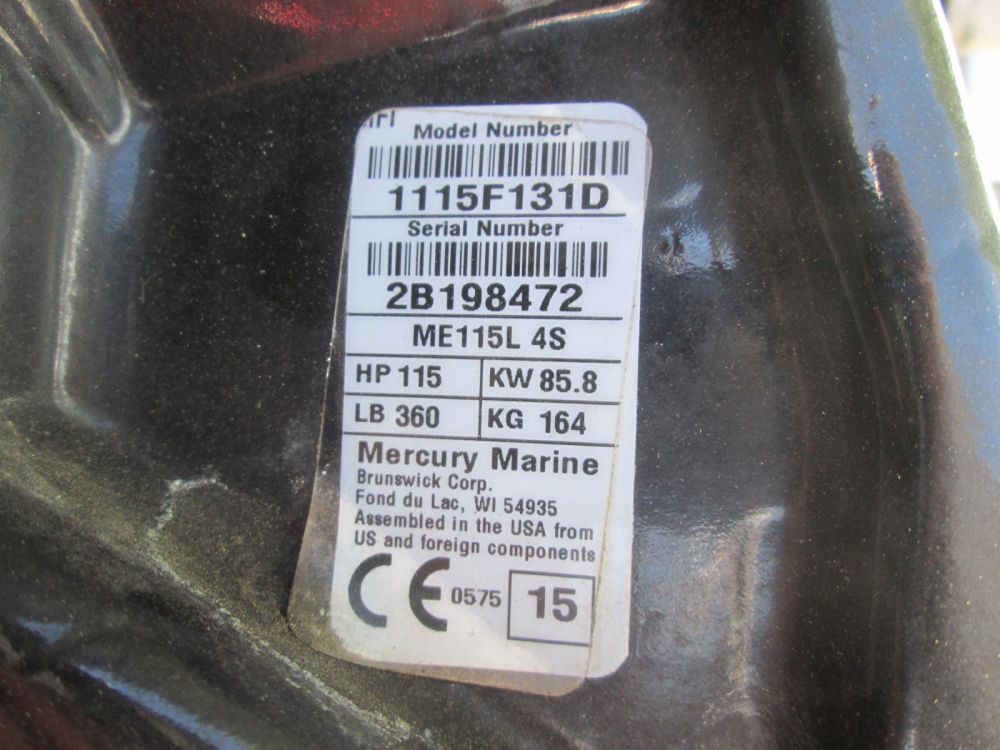 Model Number
1115F131D
Serial Number
2B198472
ME115L 4S
HP 115 KW 85.8
LB 360 KG 164
Mercury Marine
Brunswick Corp.
Fond du Lac, WI 54935
Assembled in the USA from
US and foreign components
CE 0575 15